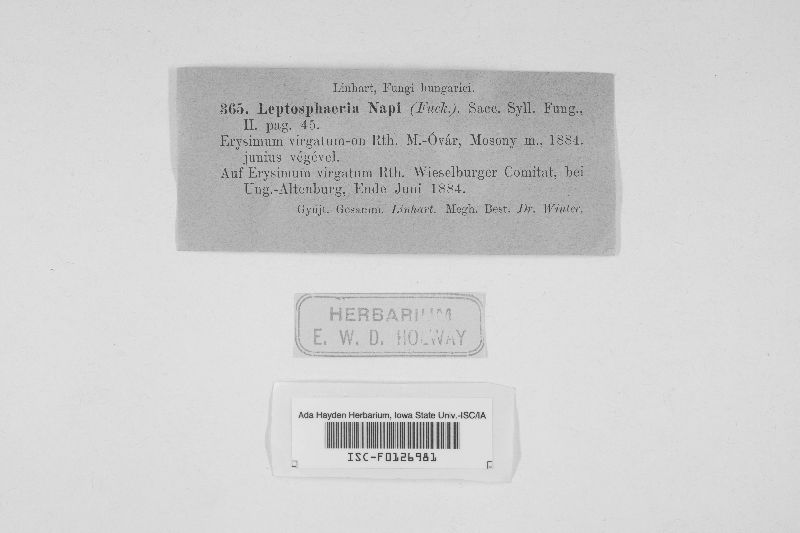 Linhart, Fungi hungarici.
365. Leptosphaeria Napi (Fuck.). Sacc. Syll. Fung.,
II. pag. 45.
Erysimum virgatum-on Rth. M.-Óvár, Mosony m., 1884.
junius végével.
Auf Erysimum virgatum Rth. Wieselburger Comitat, bei
Ung.-Altenburg, Ende Juni 1884.
Gyüjt. Gesamm. Linhart. Megh. Best. Dr. Winter.
HERBARIUM
E. W. D. HOLWAY
Ada Hayden Herbarium, Iowa State Univ.-ISC/IA
ISC-F0126981